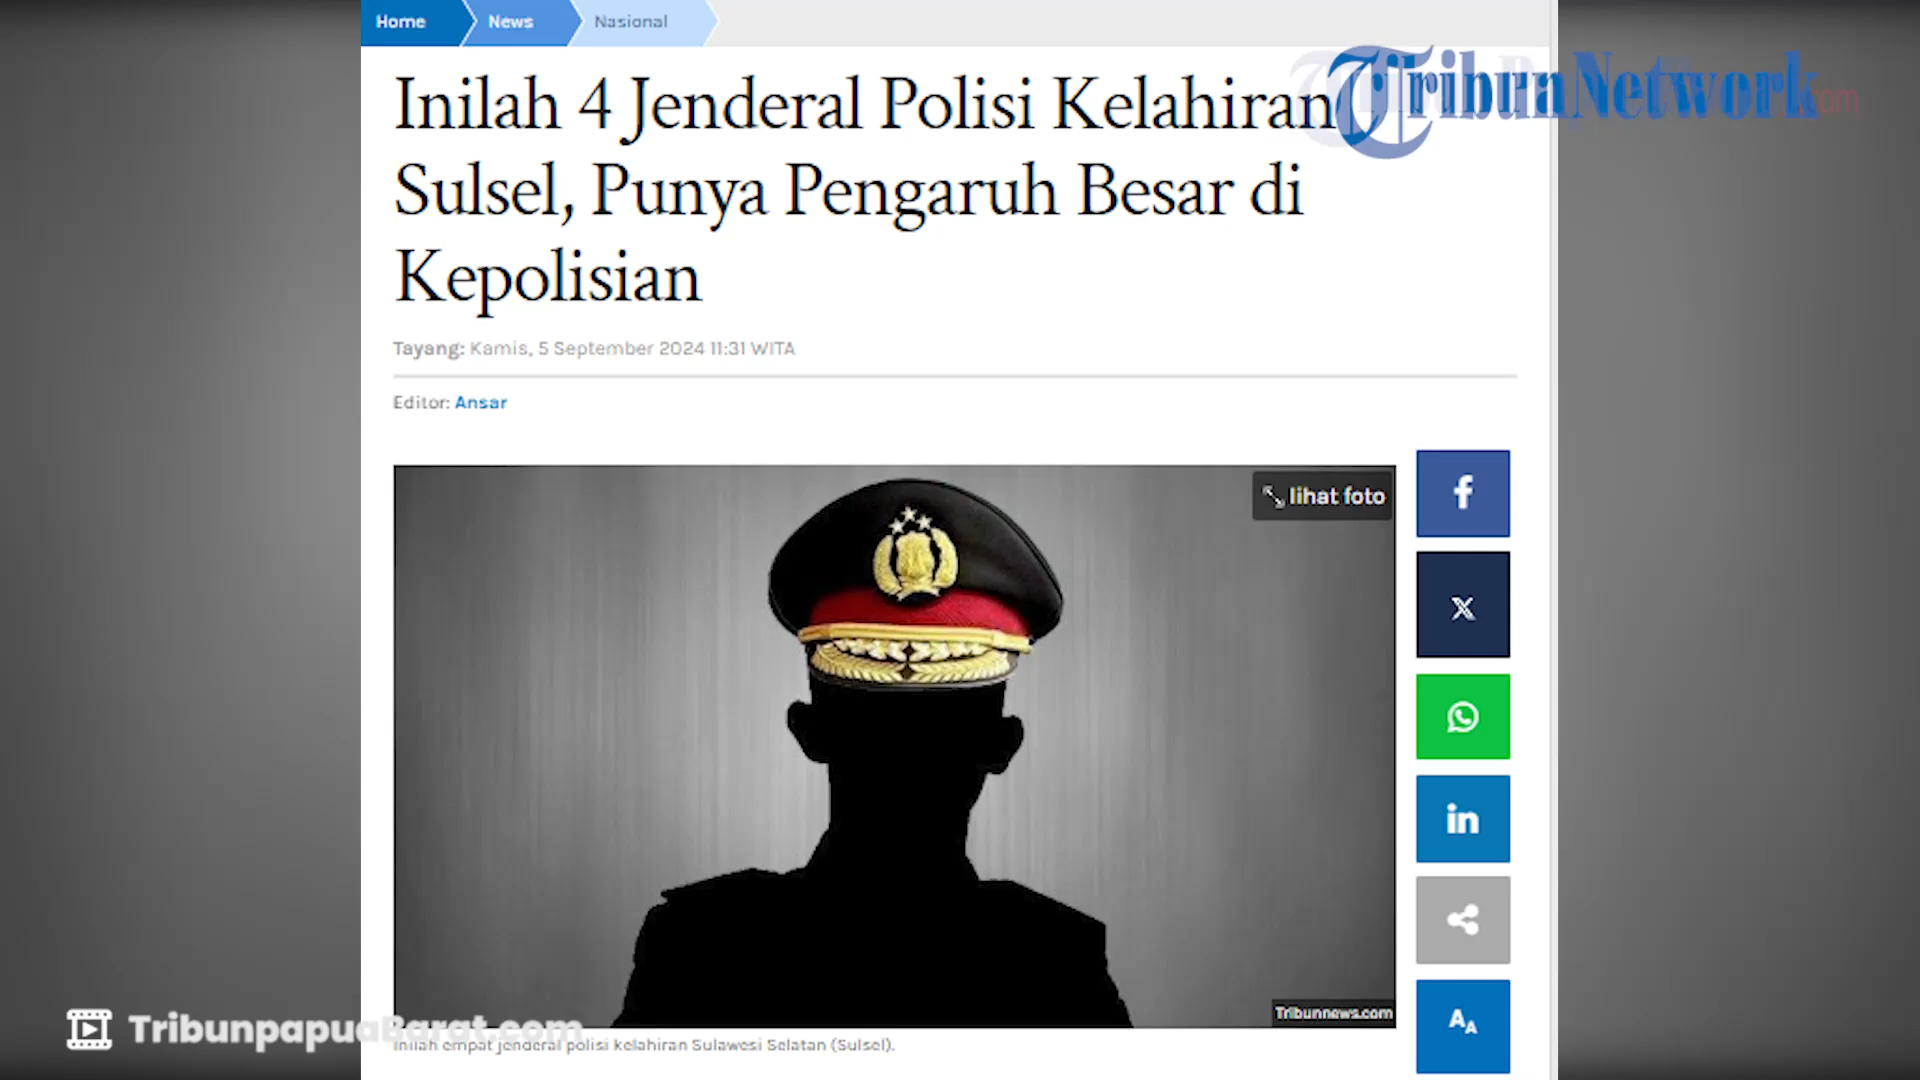 Home
News
Nasional
TribunNetwork
Inilah 4 Jenderal Polisi Kelahiran
Sulsel, Punya Pengaruh Besar di
Kepolisian
Tayang: Kamis, 5 September 2024 11:31 WITA
Editor: Ansar
lihat foto
f
X
in
AA
Tribunnews.com
TribunpapuaBarat.com
Inilah empat jenderal polisi kelahiran Sulawesi Selatan (Sulsel).